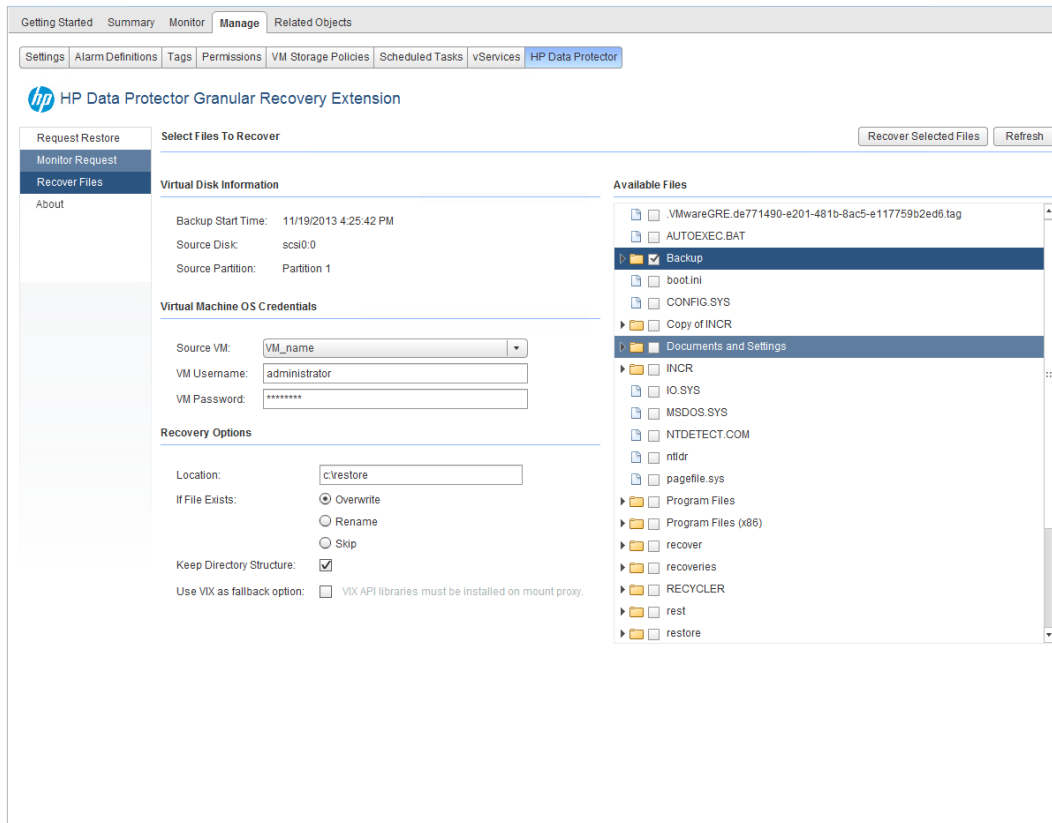 Getting Started Summary Monitor Manage Related Objects
Settings Alarm Definitions Tags Permissions VM Storage Policies Scheduled Tasks vServices HP Data Protector
hp HP Data Protector Granular Recovery Extension
Request Restore
Monitor Request
Recover Files
About
Select Files To Recover
Recover Selected Files Refresh
Virtual Disk Information
Backup Start Time: 11/19/2013 4:25:42 PM
Source Disk: scsi0:0
Source Partition: Partition 1
Virtual Machine OS Credentials
Source VM: VM_name
VM Username: administrator
VM Password: ********
Recovery Options
Location: c:\restore
If File Exists: Overwrite
Rename
Skip
Keep Directory Structure:
Use VIX as fallback option: VIX API libraries must be installed on mount proxy.
Available Files
.VMwareGRE.de771490-e201-481b-8ac5-e117759b2ed6.tag
AUTOEXEC.BAT
Backup
boot.ini
CONFIG.SYS
Copy of INCR
Documents and Settings
INCR
IO.SYS
MSDOS.SYS
NTDETECT.COM
ntldr
pagefile.sys
Program Files
Program Files (x86)
recover
recoveries
RECYCLER
rest
restore